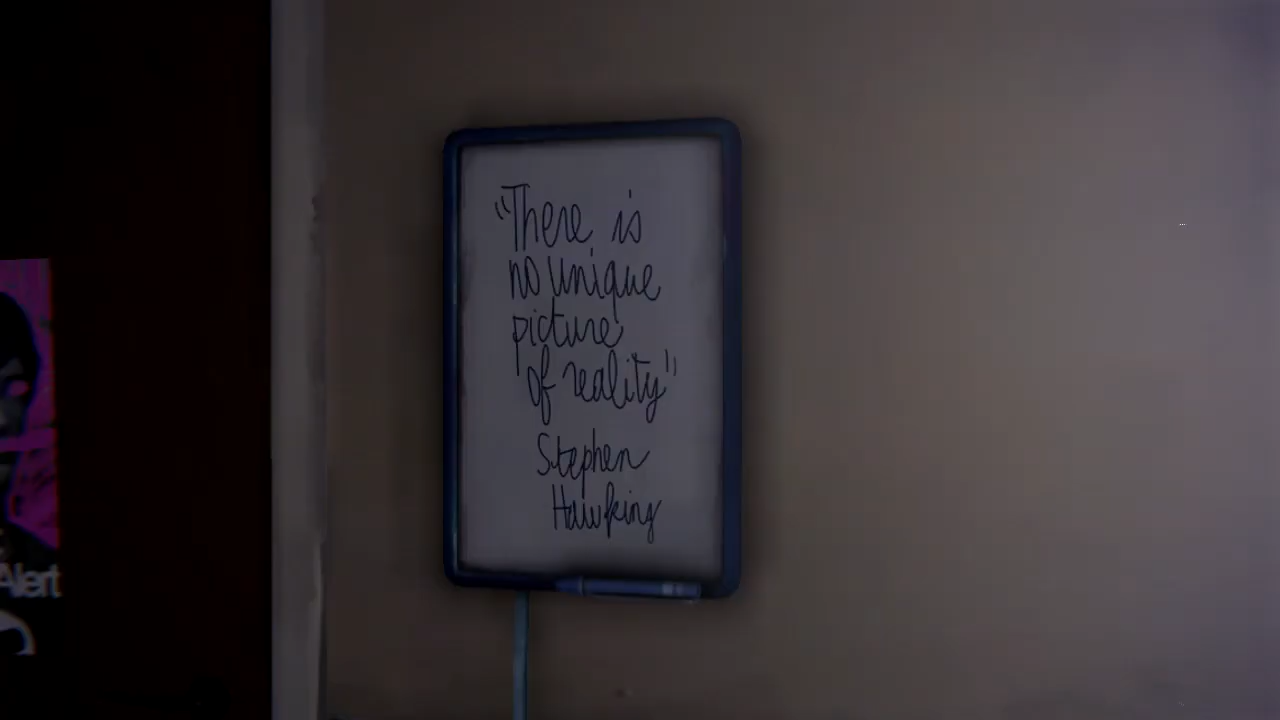 "There is
no unique
picture
of reality"
Stephen
Hawking
Alert